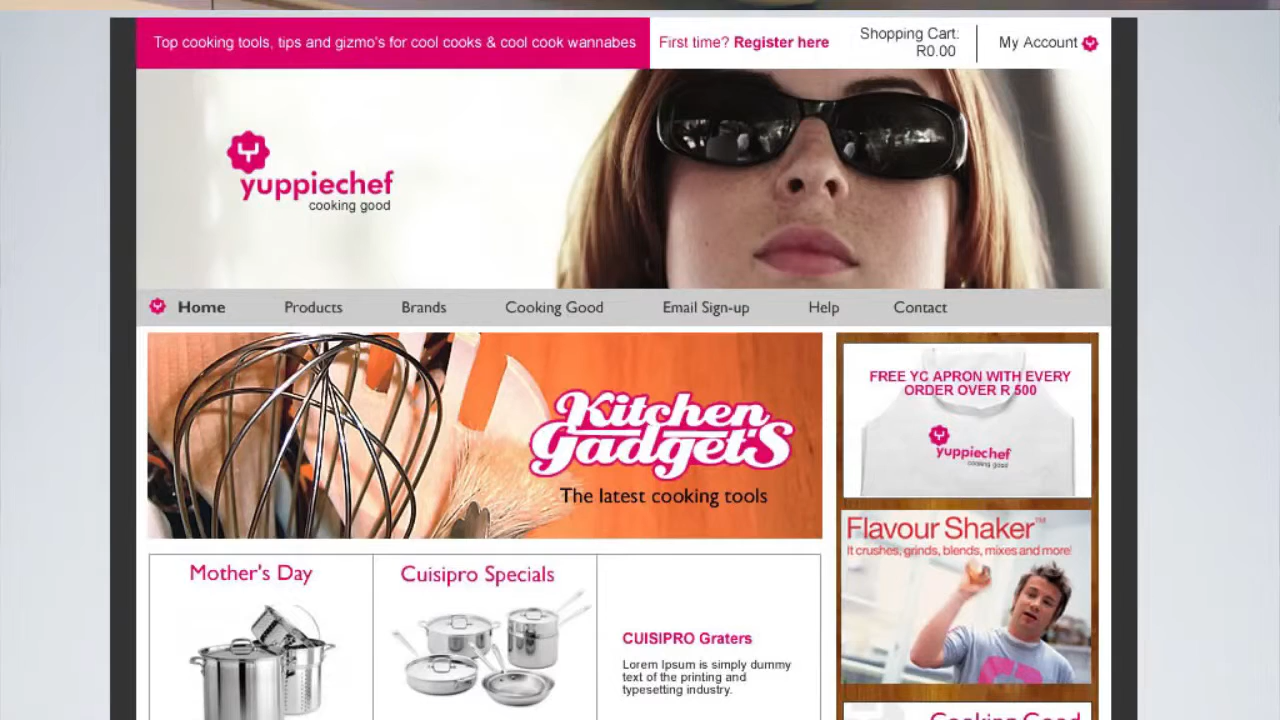 Top cooking tools, tips and gizmo's for cool cooks & cool cook wannabes
First time? Register here
Shopping Cart:
R0.00
My Account
yuppiechef
cooking good
Home Products Brands Cooking Good Email Sign-up Help Contact
Kitchen
Gadget'S
The latest cooking tools
FREE YC APRON WITH EVERY
ORDER OVER R 500
yuppiechef
cooking good
Flavour Shaker™
It crushes, grinds, blends, mixes and more!
Mother's Day
Cuisipro Specials
CUISIPRO Graters
Lorem Ipsum is simply dummy
text of the printing and
typesetting industry.
Cooking Good